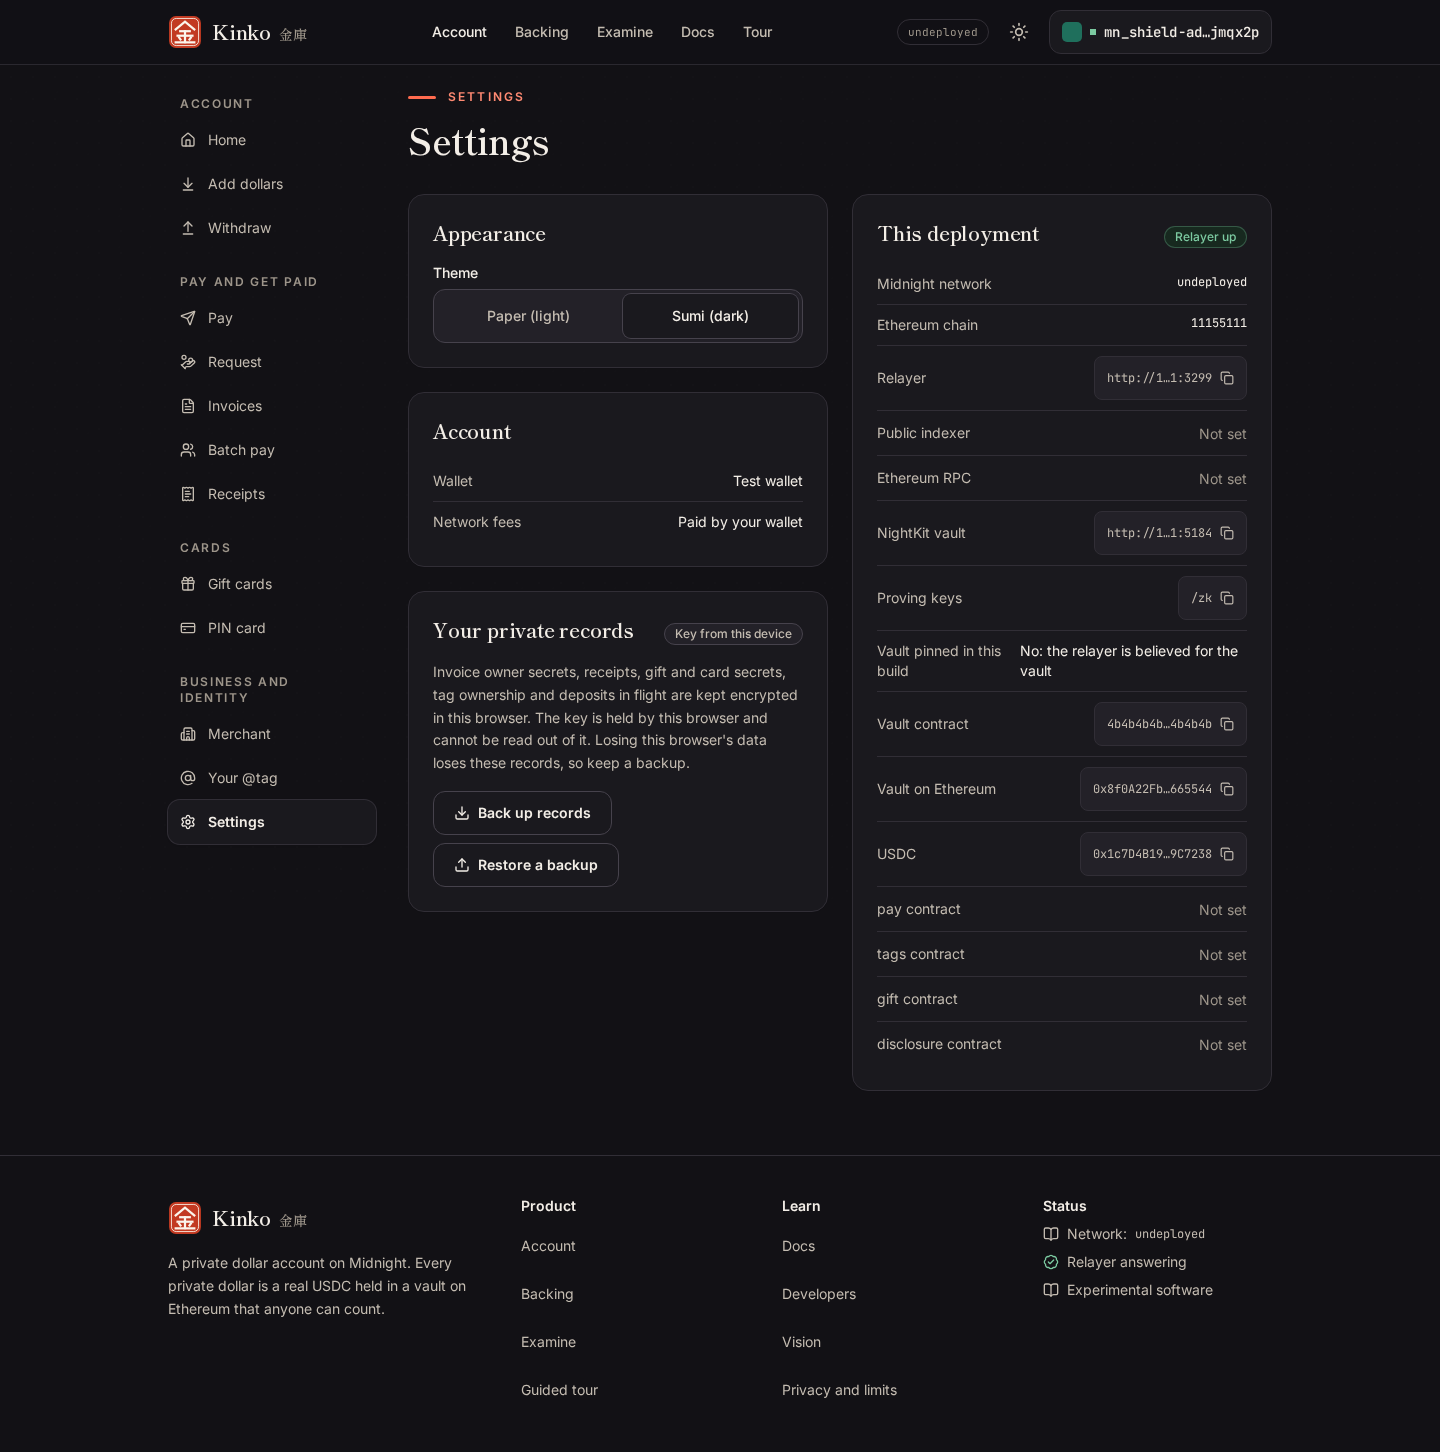 金 Kinko 金庫
Account
Backing
Examine
Docs
Tour
undeployed
mn_shield-ad…jmqx2p
ACCOUNT
Home
Add dollars
Withdraw
PAY AND GET PAID
Pay
Request
Invoices
Batch pay
Receipts
CARDS
Gift cards
PIN card
BUSINESS AND
IDENTITY
Merchant
Your @tag
Settings
SETTINGS
Settings
Appearance
Theme
Paper (light)
Sumi (dark)
Account
Wallet
Test wallet
Network fees
Paid by your wallet
Your private records
Key from this device
Invoice owner secrets, receipts, gift and card secrets,
tag ownership and deposits in flight are kept encrypted
in this browser. The key is held by this browser and
cannot be read out of it. Losing this browser's data
loses these records, so keep a backup.
Back up records
Restore a backup
This deployment
Relayer up
Midnight network
undeployed
Ethereum chain
11155111
Relayer
http://1…1:3299
Public indexer
Not set
Ethereum RPC
Not set
NightKit vault
http://1…1:5184
Proving keys
/zk
Vault pinned in this
build
No: the relayer is believed for the
vault
Vault contract
4b4b4b4b…4b4b4b
Vault on Ethereum
0x8f0A22Fb…665544
USDC
0x1c7D4B19…9C7238
pay contract
Not set
tags contract
Not set
gift contract
Not set
disclosure contract
Not set
金 Kinko 金庫
A private dollar account on Midnight. Every
private dollar is a real USDC held in a vault on
Ethereum that anyone can count.
Product
Account
Backing
Examine
Guided tour
Learn
Docs
Developers
Vision
Privacy and limits
Status
Network: undeployed
Relayer answering
Experimental software